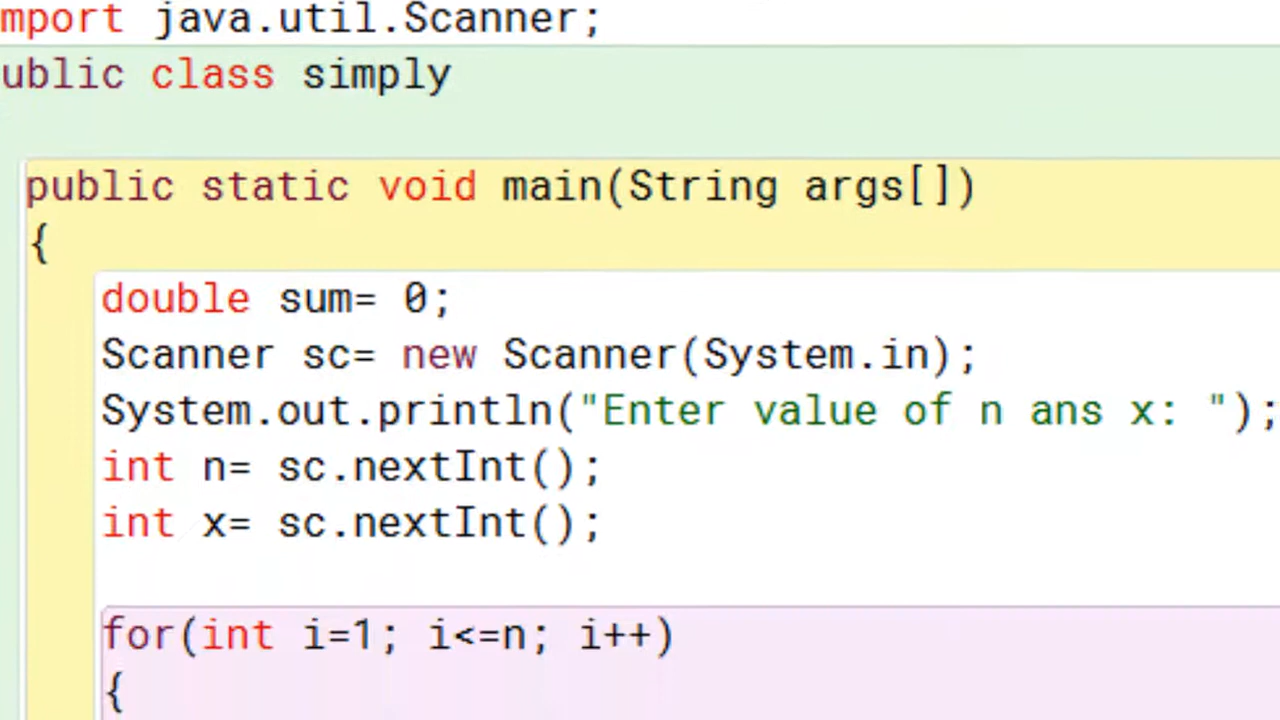 mport java.util.Scanner;
ublic class simply
public static void main(String args[])
{
double sum= 0;
Scanner sc= new Scanner(System.in);
System.out.println("Enter value of n ans x: ");
int n= sc.nextInt();
int x= sc.nextInt();
for(int i=1; i<=n; i++)
{